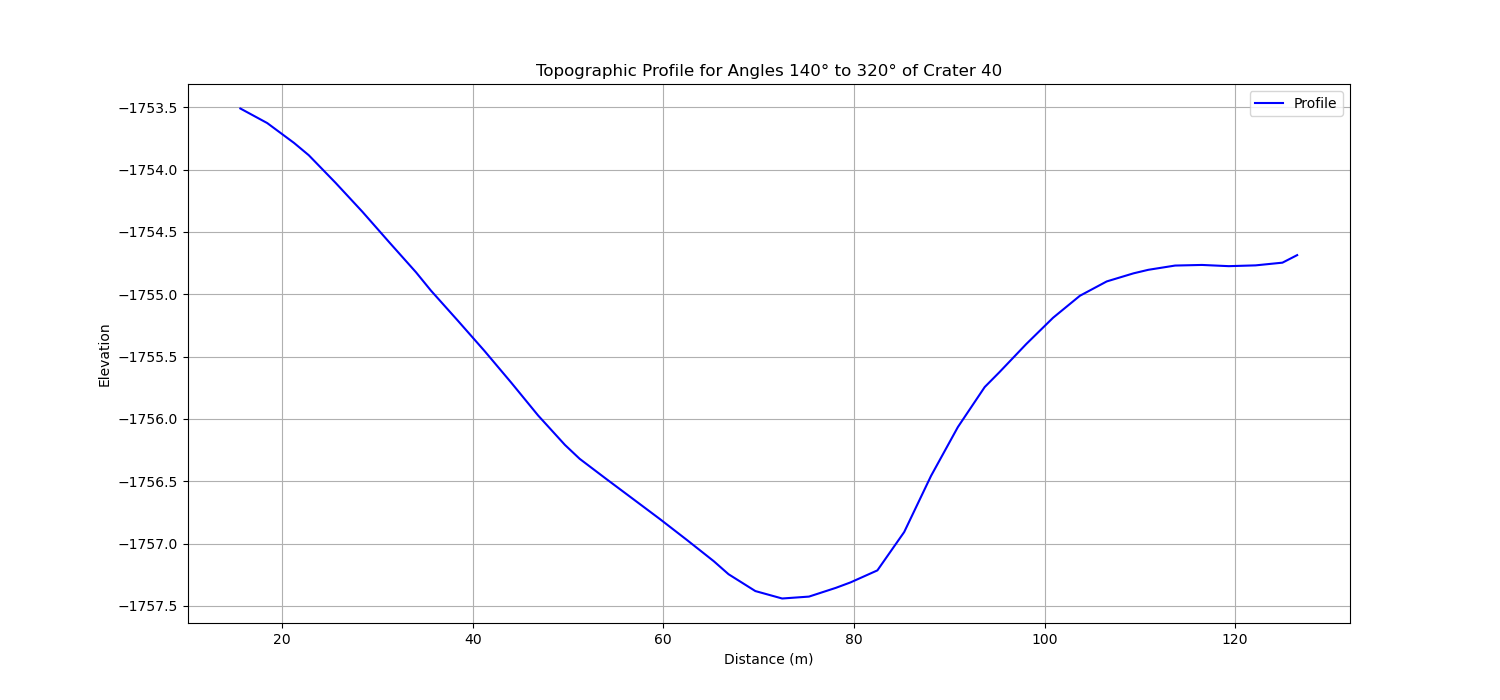 Topographic Profile for Angles 140° to 320° of Crater 40
Profile
−1753.5
−1754.0
−1754.5
−1755.0
−1755.5
−1756.0
−1756.5
−1757.0
−1757.5
Elevation
20 40 60 80 100 120
Distance (m)